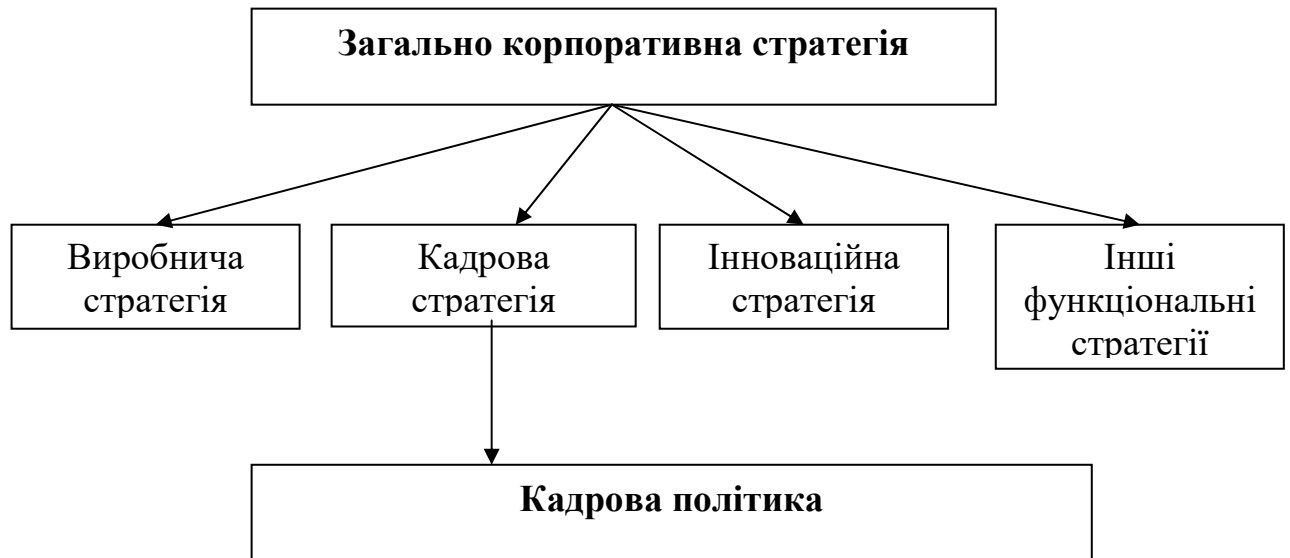 Загально корпоративна стратегія
Виробнича
стратегія
Кадрова
стратегія
Інноваційна
стратегія
Інші
функціональні
стратегії
Кадрова політика